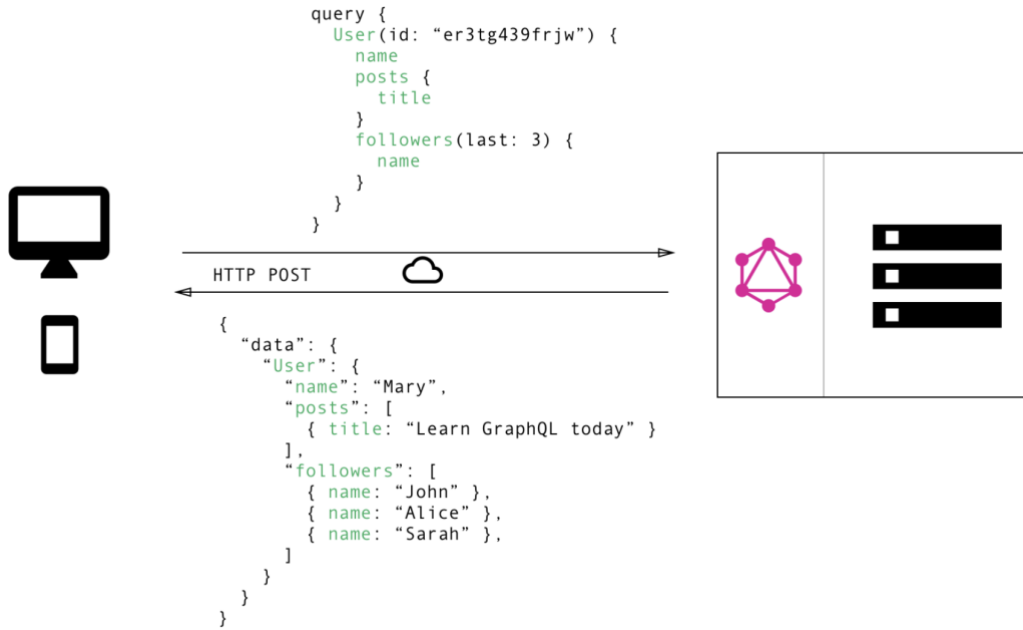 query {
  User(id: “er3tg439frjw”) {
    name
    posts {
      title
    }
    followers(last: 3) {
      name
    }
  }
}
HTTP POST
{
  “data”: {
    “User”: {
      “name”: “Mary”,
      “posts”: [
        { title: “Learn GraphQL today” }
      ],
      “followers”: [
        { name: “John” },
        { name: “Alice” },
        { name: “Sarah” },
      ]
    }
  }
}